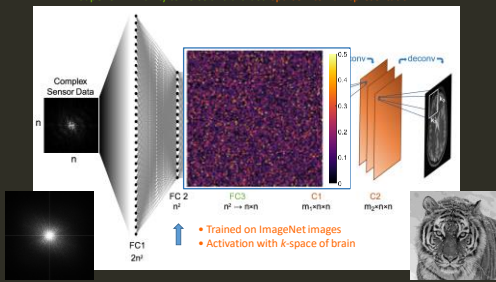 Complex
Sensor Data
n
n
FC1
2n²
FC 2
n²
FC3
n² → n×n
0.5
0.4
0.3
0.2
0.1
0
C1
m₁×n×n
C2
m₂×n×n
conv
deconv
• Trained on ImageNet images
• Activation with k-space of brain